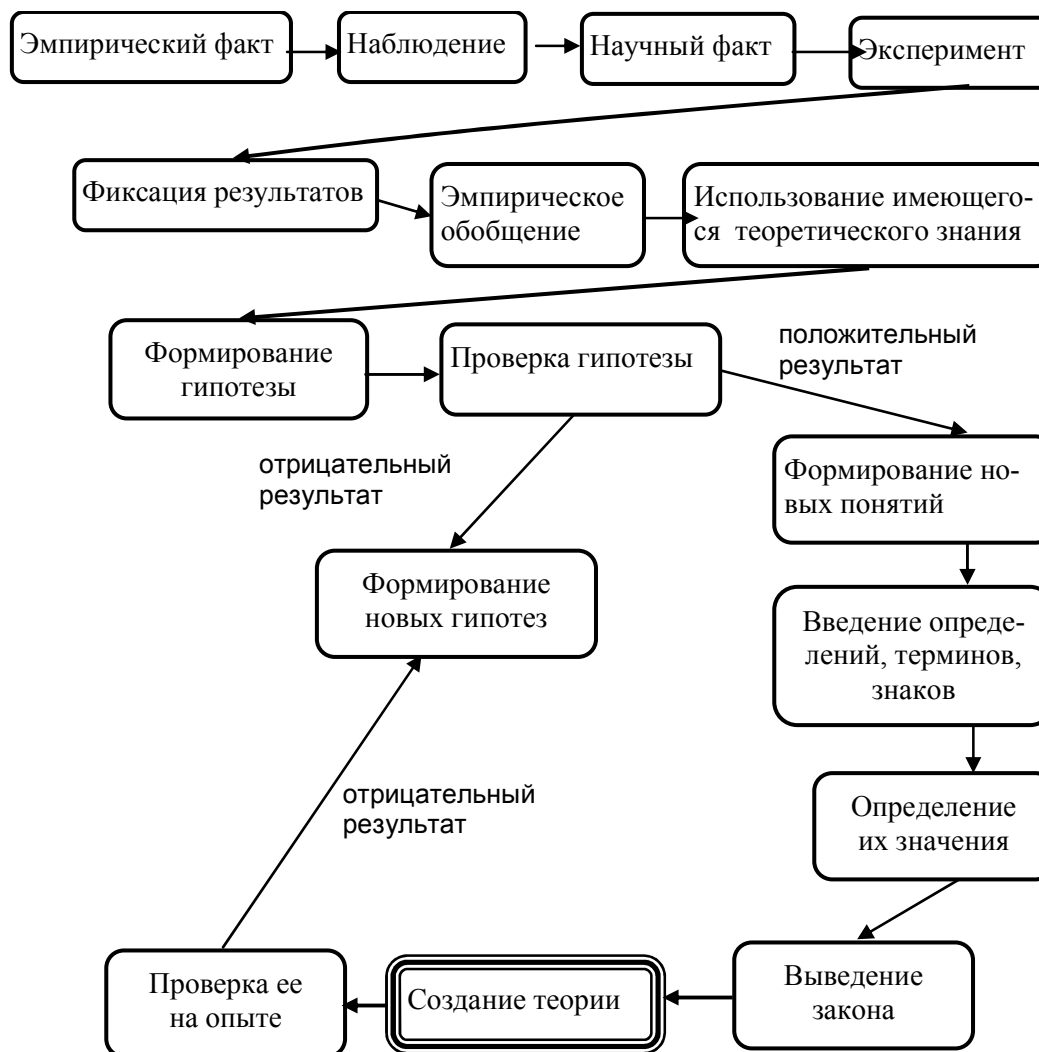 Эмпирический факт
Наблюдение
Научный факт
Эксперимент
Фиксация результатов
Эмпирическое
обобщение
Использование имеющего-
ся теоретического знания
Формирование
гипотезы
Проверка гипотезы
положительный
результат
отрицательный
результат
Формирование но-
вых понятий
Формирование
новых гипотез
Введение опреде-
лений, терминов,
знаков
отрицательный
результат
Определение
их значения
Проверка ее
на опыте
Создание теории
Выведение
закона